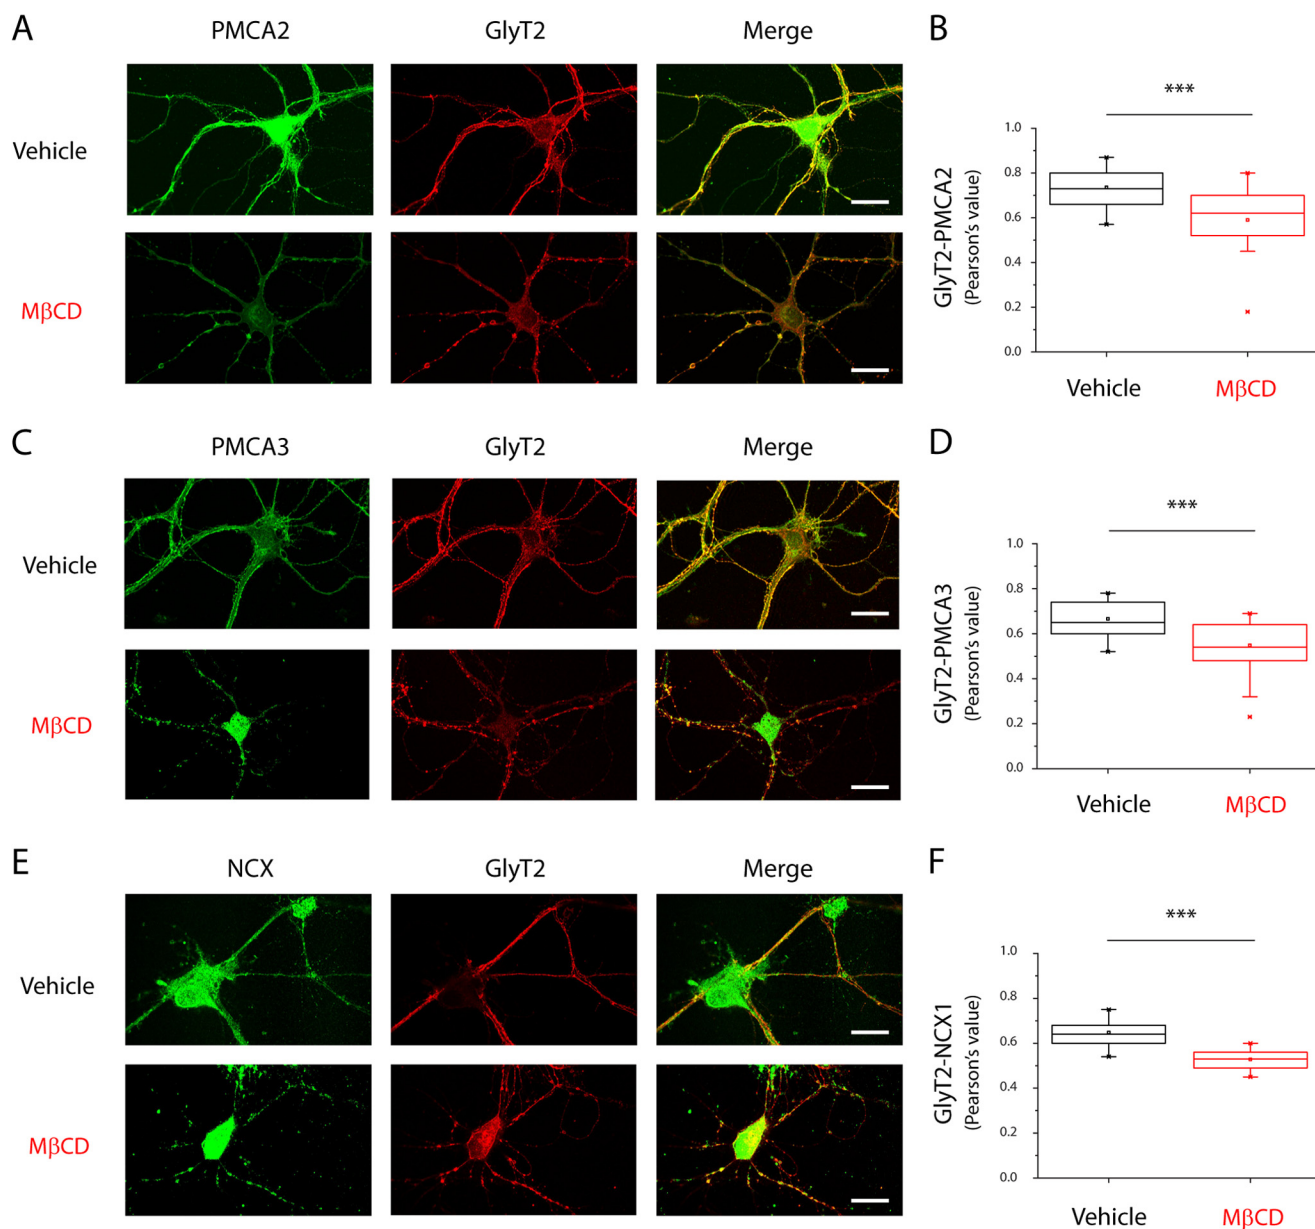 A
PMCA2 GlyT2 Merge
Vehicle
MβCD
B
***
GlyT2-PMCA2
(Pearson's value)
1.0
0.8
0.6
0.4
0.2
0.0
Vehicle MβCD
C
PMCA3 GlyT2 Merge
Vehicle
MβCD
D
***
GlyT2-PMCA3
(Pearson's value)
1.0
0.8
0.6
0.4
0.2
0.0
Vehicle MβCD
E
NCX GlyT2 Merge
Vehicle
MβCD
F
***
GlyT2-NCX1
(Pearson's value)
1.0
0.8
0.6
0.4
0.2
0.0
Vehicle MβCD